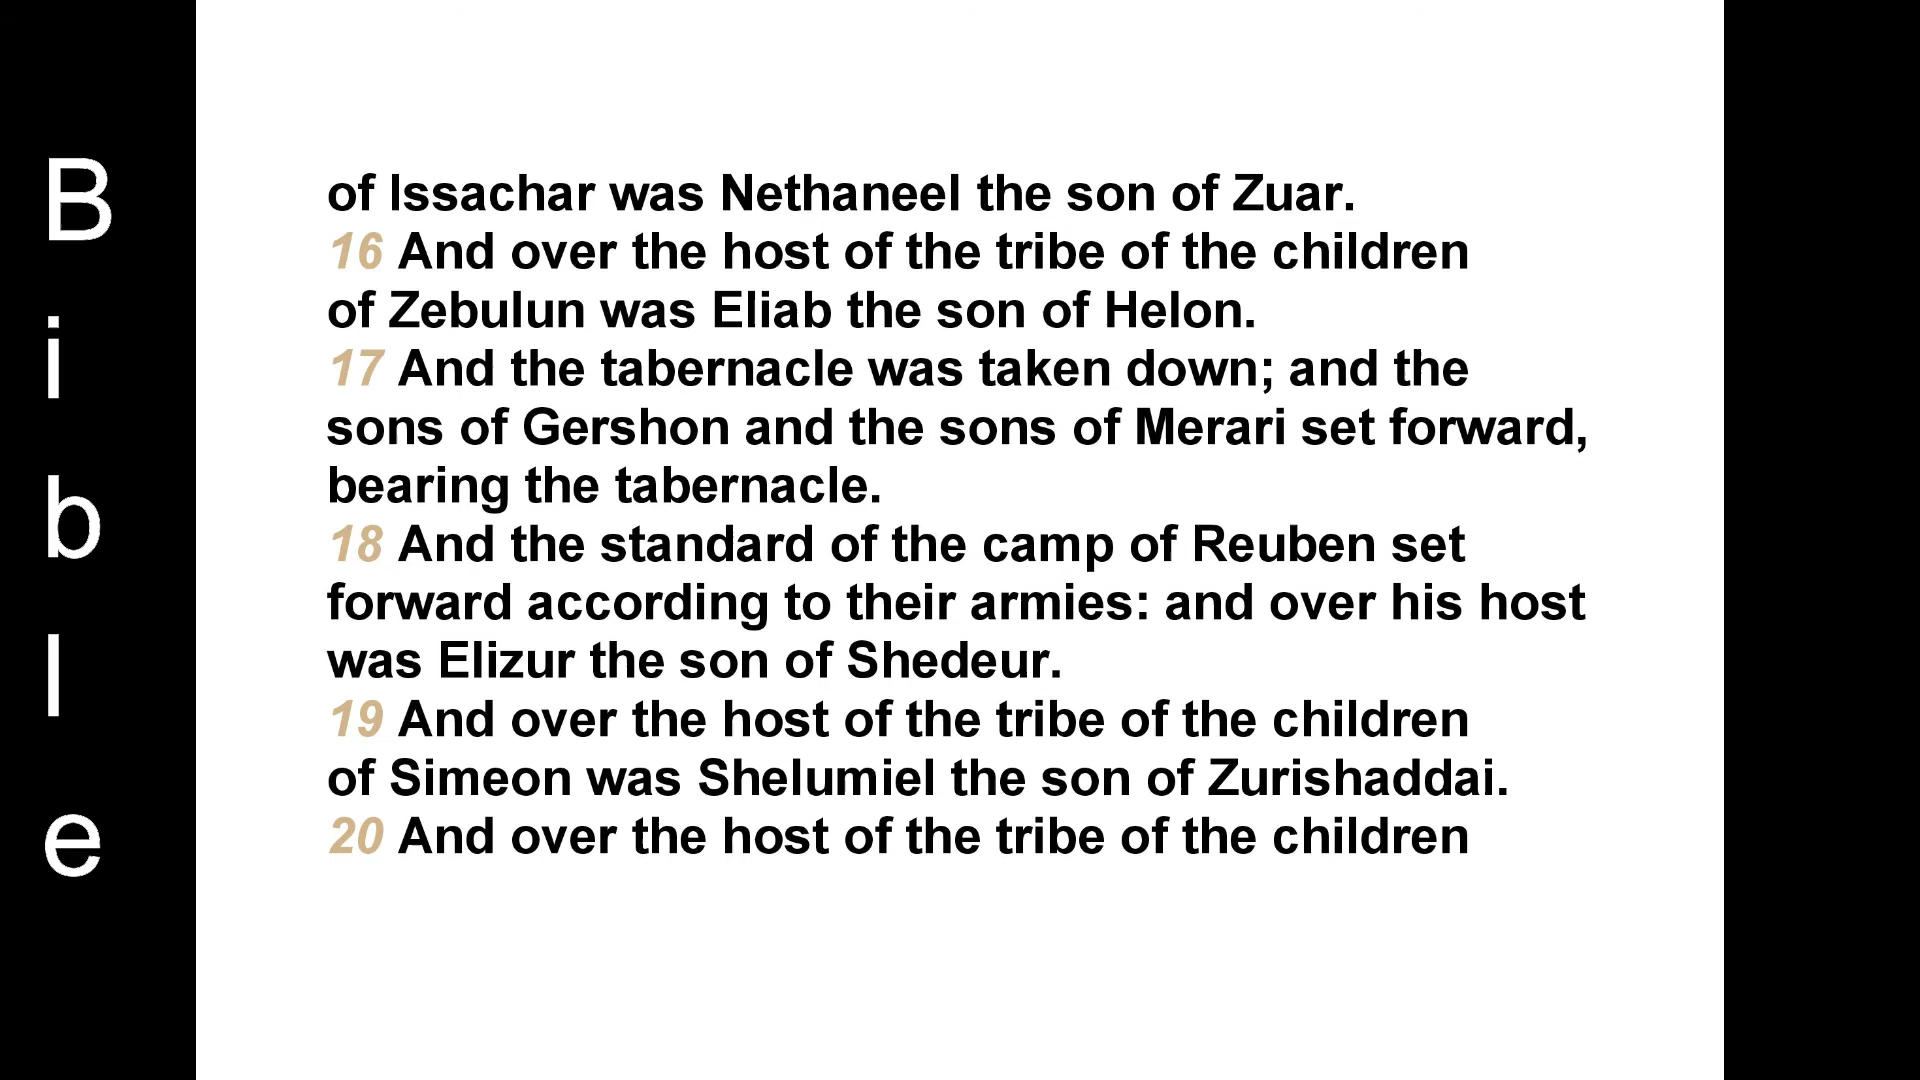 Bible
of Issachar was Nethaneel the son of Zuar.
16 And over the host of the tribe of the children
of Zebulun was Eliab the son of Helon.
17 And the tabernacle was taken down; and the
sons of Gershon and the sons of Merari set forward,
bearing the tabernacle.
18 And the standard of the camp of Reuben set
forward according to their armies: and over his host
was Elizur the son of Shedeur.
19 And over the host of the tribe of the children
of Simeon was Shelumiel the son of Zurishaddai.
20 And over the host of the tribe of the children